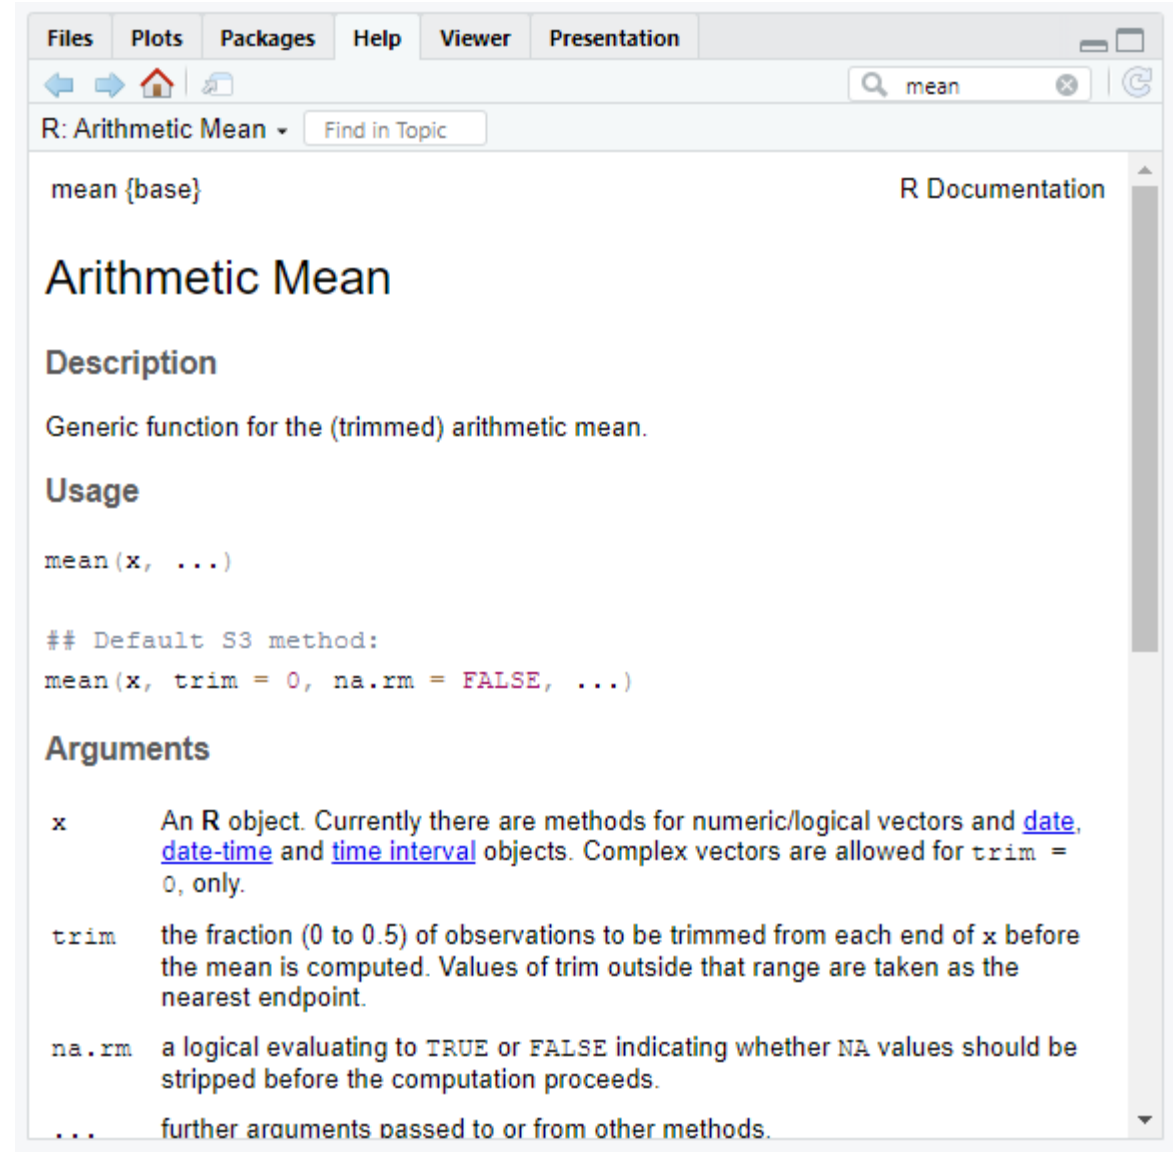 Files Plots Packages Help Viewer Presentation
mean
R: Arithmetic Mean Find in Topic
mean {base} R Documentation
Arithmetic Mean
Description
Generic function for the (trimmed) arithmetic mean.
Usage
mean(x, ...)
## Default S3 method:
mean(x, trim = 0, na.rm = FALSE, ...)
Arguments
x An R object. Currently there are methods for numeric/logical vectors and date,
date-time and time interval objects. Complex vectors are allowed for trim =
0, only.
trim the fraction (0 to 0.5) of observations to be trimmed from each end of x before
the mean is computed. Values of trim outside that range are taken as the
nearest endpoint.
na.rm a logical evaluating to TRUE or FALSE indicating whether NA values should be
stripped before the computation proceeds.
... further arguments passed to or from other methods.